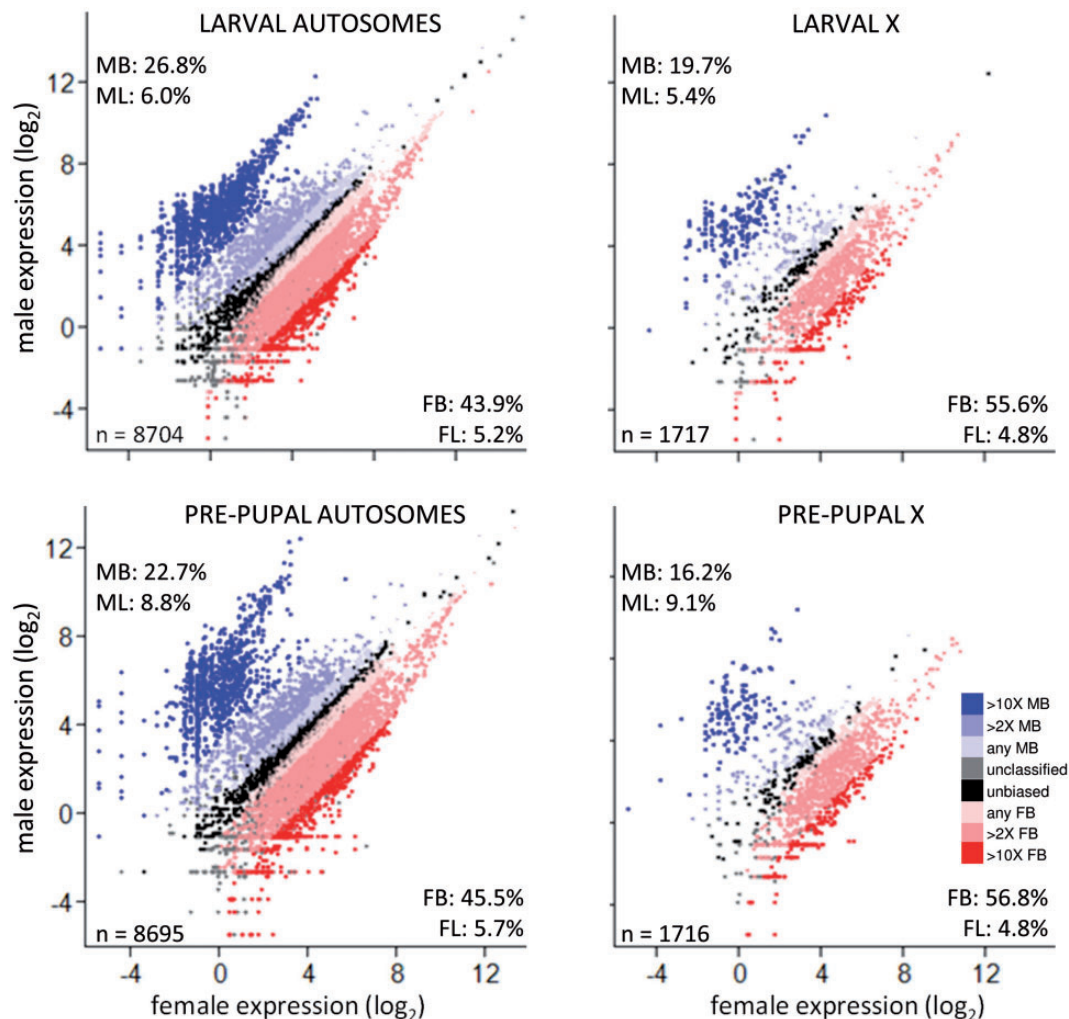 LARVAL AUTOSOMES
MB: 26.8%
ML: 6.0%
12
8
4
0
-4
male expression (log2)
FB: 43.9%
FL: 5.2%
n = 8704
LARVAL X
MB: 19.7%
ML: 5.4%
FB: 55.6%
FL: 4.8%
n = 1717
PRE-PUPAL AUTOSOMES
MB: 22.7%
ML: 8.8%
12
8
4
0
-4
male expression (log2)
FB: 45.5%
FL: 5.7%
n = 8695
-4 0 4 8 12
female expression (log2)
PRE-PUPAL X
MB: 16.2%
ML: 9.1%
>10X MB
>2X MB
any MB
unclassified
unbiased
any FB
>2X FB
>10X FB
FB: 56.8%
FL: 4.8%
n = 1716
-4 0 4 8 12
female expression (log2)